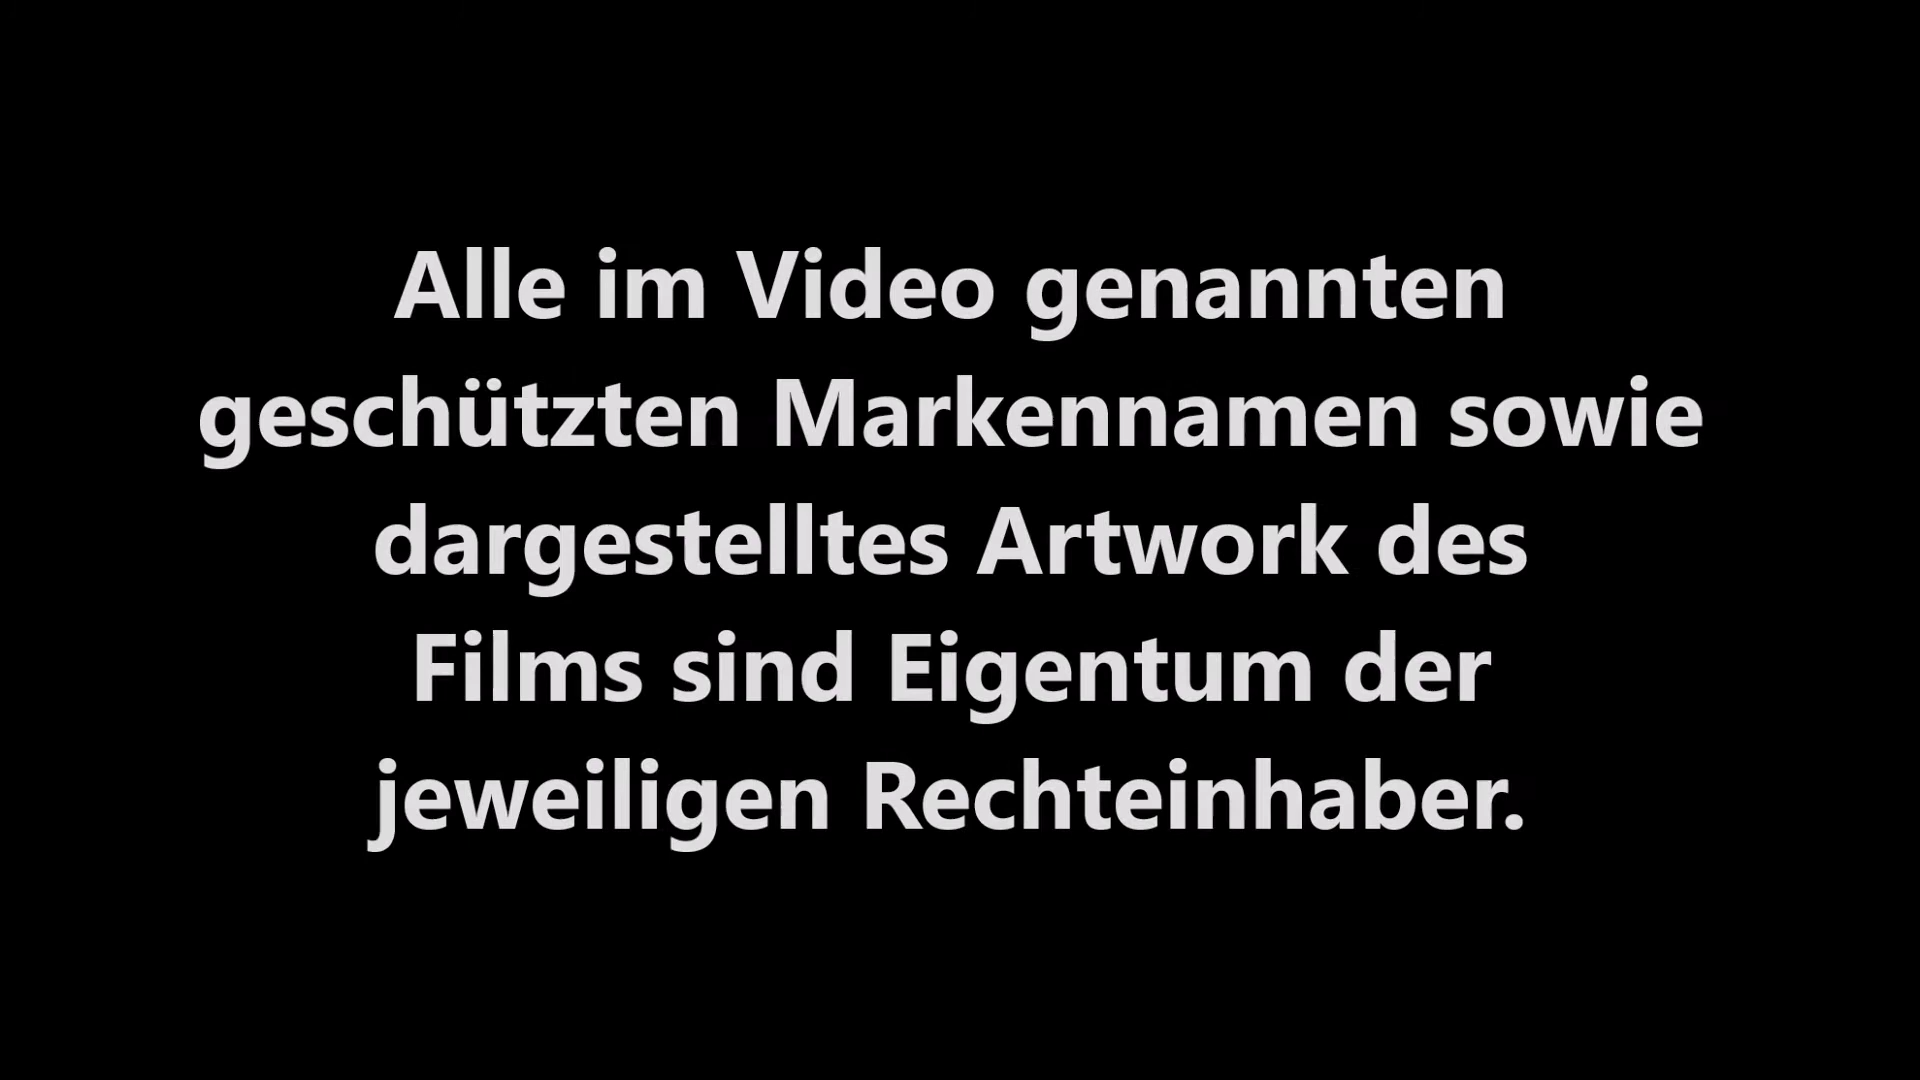 Alle im Video genannten
geschützten Markennamen sowie
dargestelltes Artwork des
Films sind Eigentum der
jeweiligen Rechteinhaber.